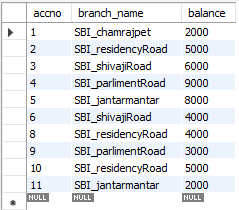 accno branch_name balance
1 SBI_chamrajpet 2000
2 SBI_residencyRoad 5000
3 SBI_shivajiRoad 6000
4 SBI_parlimentRoad 9000
5 SBI_jantarmantar 8000
6 SBI_shivajiRoad 4000
8 SBI_residencyRoad 4000
9 SBI_parlimentRoad 3000
10 SBI_residencyRoad 5000
11 SBI_jantarmantar 2000
NULL NULL NULL